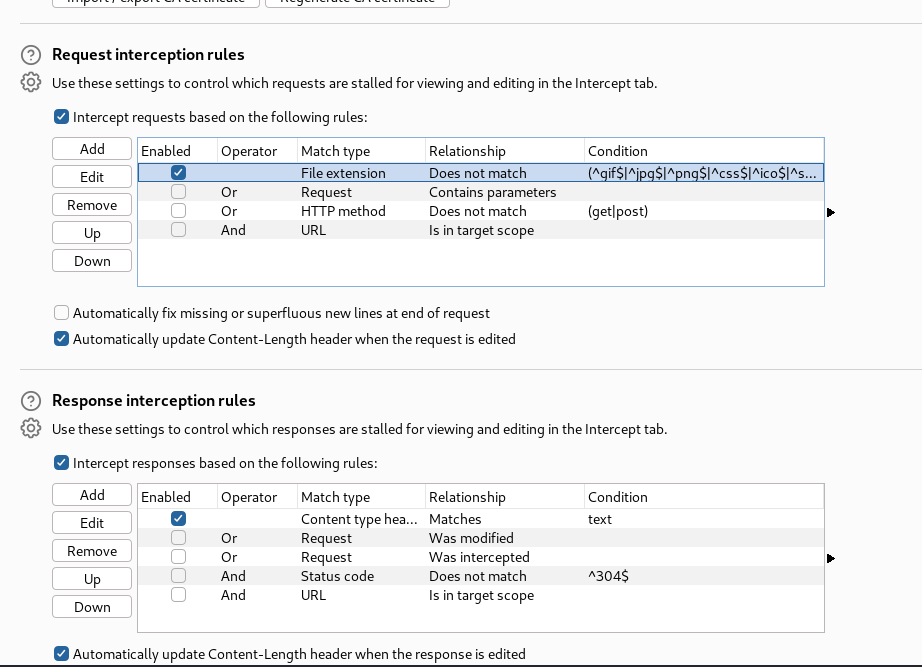 Import / export CA certificate Regenerate CA certificate
Request interception rules
Use these settings to control which requests are stalled for viewing and editing in the Intercept tab.
Intercept requests based on the following rules:
Add
Edit
Remove
Up
Down
Enabled Operator Match type Relationship Condition
File extension Does not match (^gif$|^jpg$|^png$|^css$|^ico$|^s...
Or Request Contains parameters
Or HTTP method Does not match (get|post)
And URL Is in target scope
Automatically fix missing or superfluous new lines at end of request
Automatically update Content-Length header when the request is edited
Response interception rules
Use these settings to control which responses are stalled for viewing and editing in the Intercept tab.
Intercept responses based on the following rules:
Add
Edit
Remove
Up
Down
Enabled Operator Match type Relationship Condition
Content type hea... Matches text
Or Request Was modified
Or Request Was intercepted
And Status code Does not match ^304$
And URL Is in target scope
Automatically update Content-Length header when the response is edited